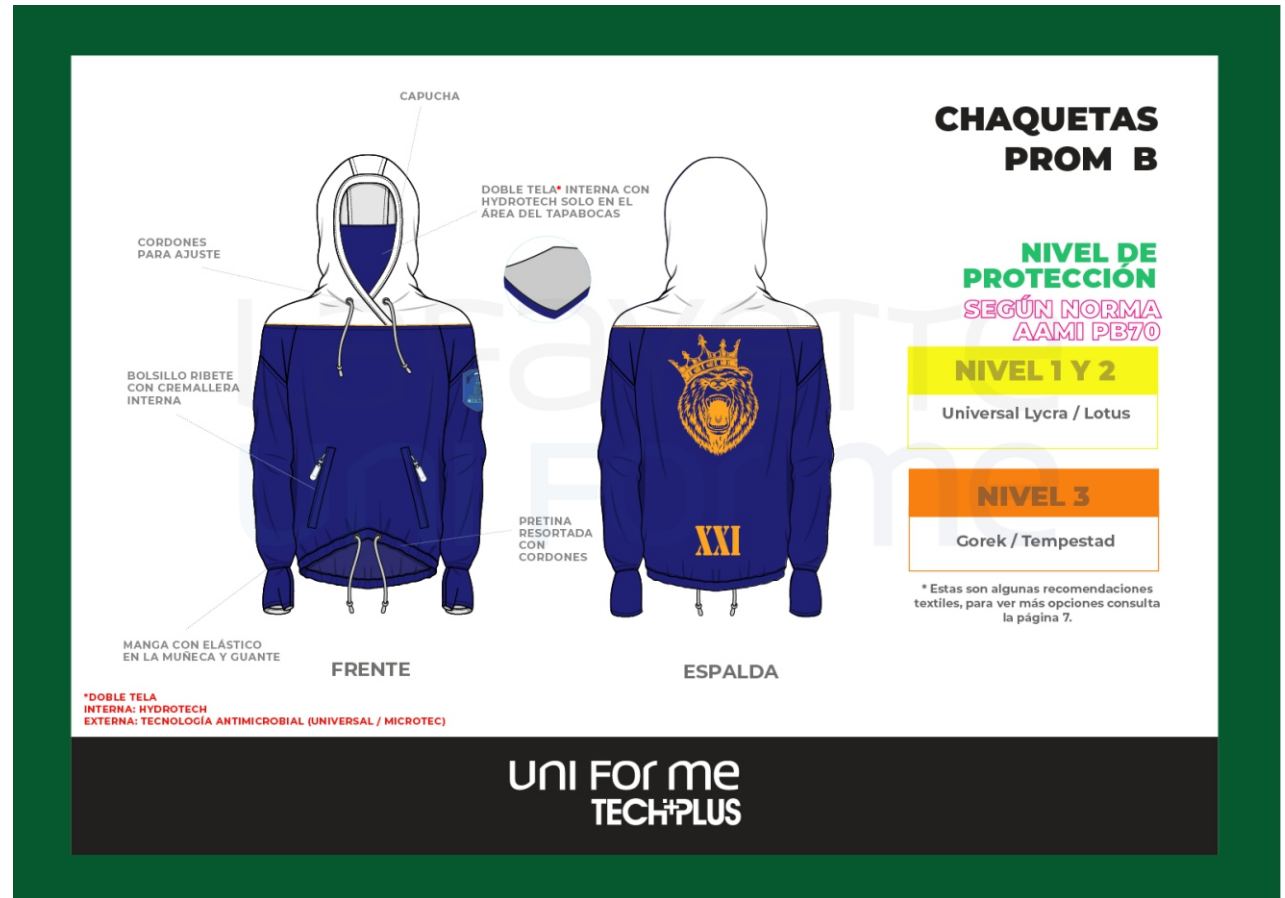 CAPUCHA
CHAQUETAS
PROM B
DOBLE TELA* INTERNA CON
HYDROTECH SOLO EN EL
ÁREA DEL TAPABOCAS
CORDONES
PARA AJUSTE
NIVEL DE
PROTECCIÓN
SEGÚN NORMA
AAMI PB70
NIVEL 1 Y 2
Universal Lycra / Lotus
BOLSILLO RIBETE
CON CREMALLERA
INTERNA
NIVEL 3
Gorek / Tempestad
PRETINA
RESORTADA
CON
CORDONES
XXI
* Estas son algunas recomendaciones
textiles, para ver más opciones consulta
la página 7.
MANGA CON ELÁSTICO
EN LA MUÑECA Y GUANTE
FRENTE
ESPALDA
*DOBLE TELA
INTERNA: HYDROTECH
EXTERNA: TECNOLOGÍA ANTIMICROBIAL (UNIVERSAL / MICROTEC)
Lafayette
uni For me
uni For me
TECH+PLUS